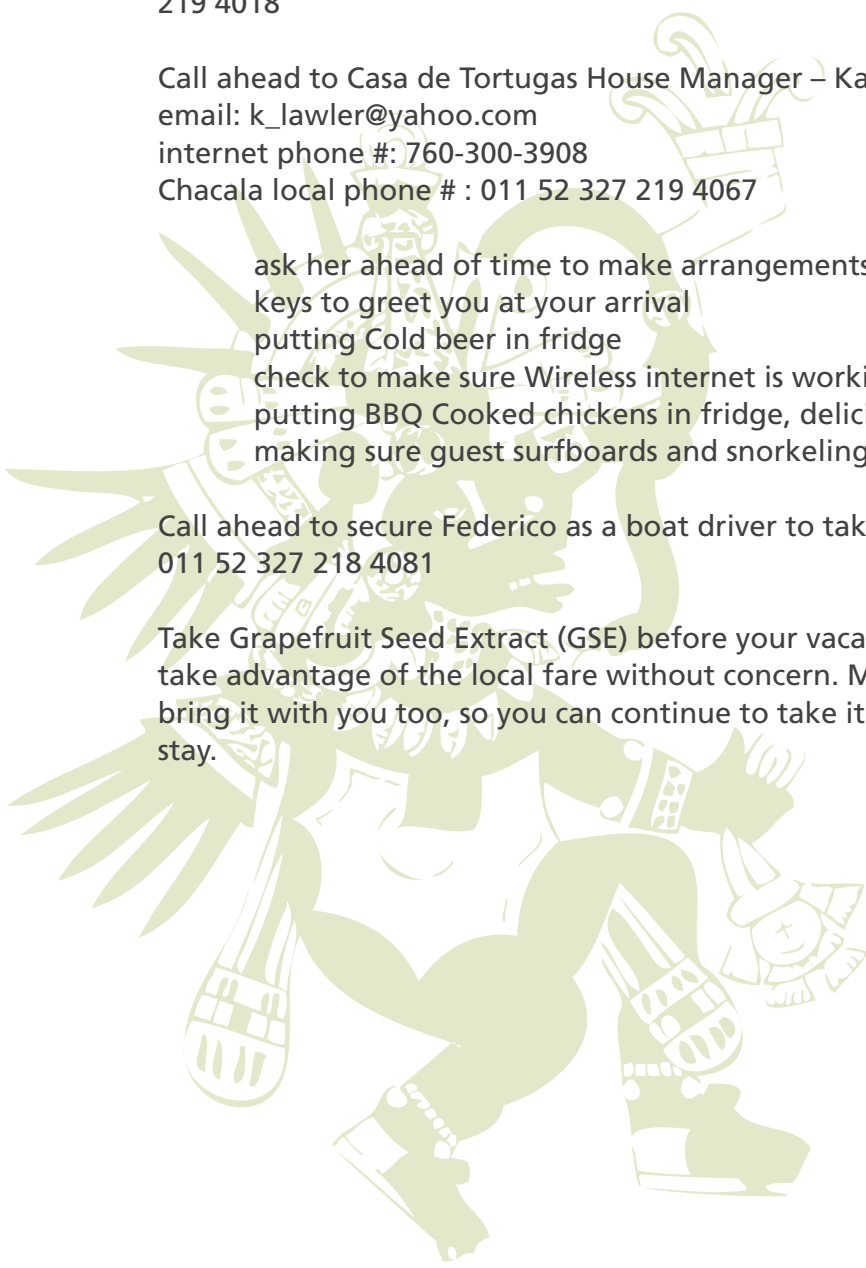 219 4018
Call ahead to Casa de Tortugas House Manager – Ka
email: k_lawler@yahoo.com
internet phone #: 760-300-3908
Chacala local phone # : 011 52 327 219 4067
ask her ahead of time to make arrangements
keys to greet you at your arrival
putting Cold beer in fridge
check to make sure Wireless internet is worki
putting BBQ Cooked chickens in fridge, delici
making sure guest surfboards and snorkeling
Call ahead to secure Federico as a boat driver to tak
011 52 327 218 4081
Take Grapefruit Seed Extract (GSE) before your vaca
take advantage of the local fare without concern. M
bring it with you too, so you can continue to take it
stay.